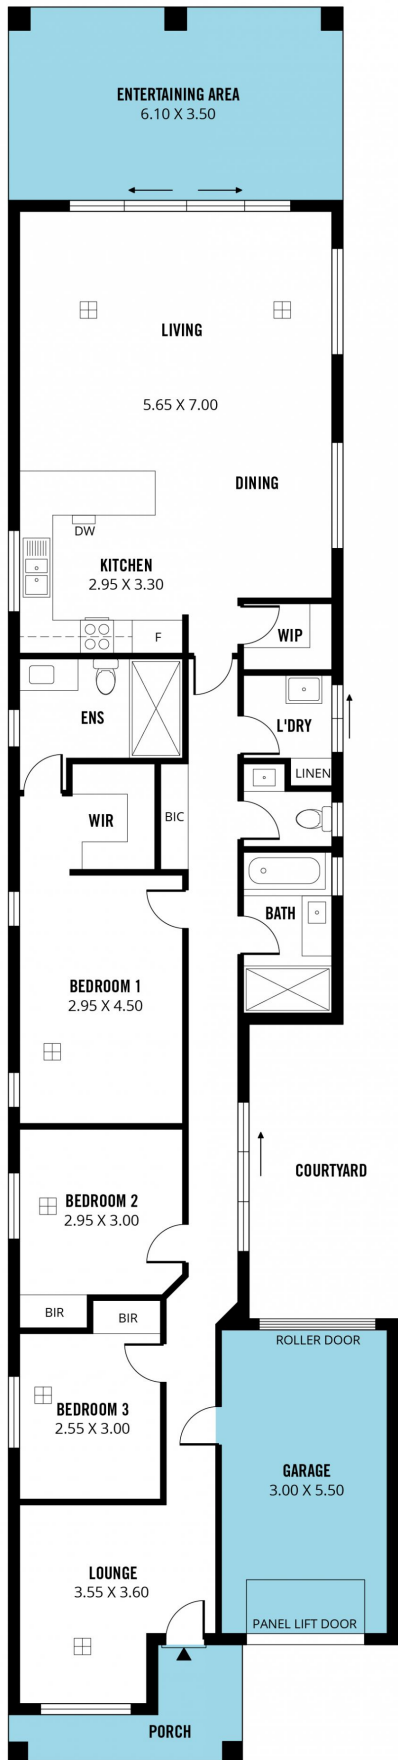 ENTERTAINING AREA
6.10 X 3.50
LIVING
5.65 X 7.00
DINING
DW
KITCHEN
2.95 X 3.30
F
WIP
ENS
L'DRY
LINEN
WIR
BIC
BATH
BEDROOM 1
2.95 X 4.50
COURTYARD
BEDROOM 2
2.95 X 3.00
BIR
BIR
ROLLER DOOR
BEDROOM 3
2.55 X 3.00
GARAGE
3.00 X 5.50
LOUNGE
3.55 X 3.60
PANEL LIFT DOOR
PORCH